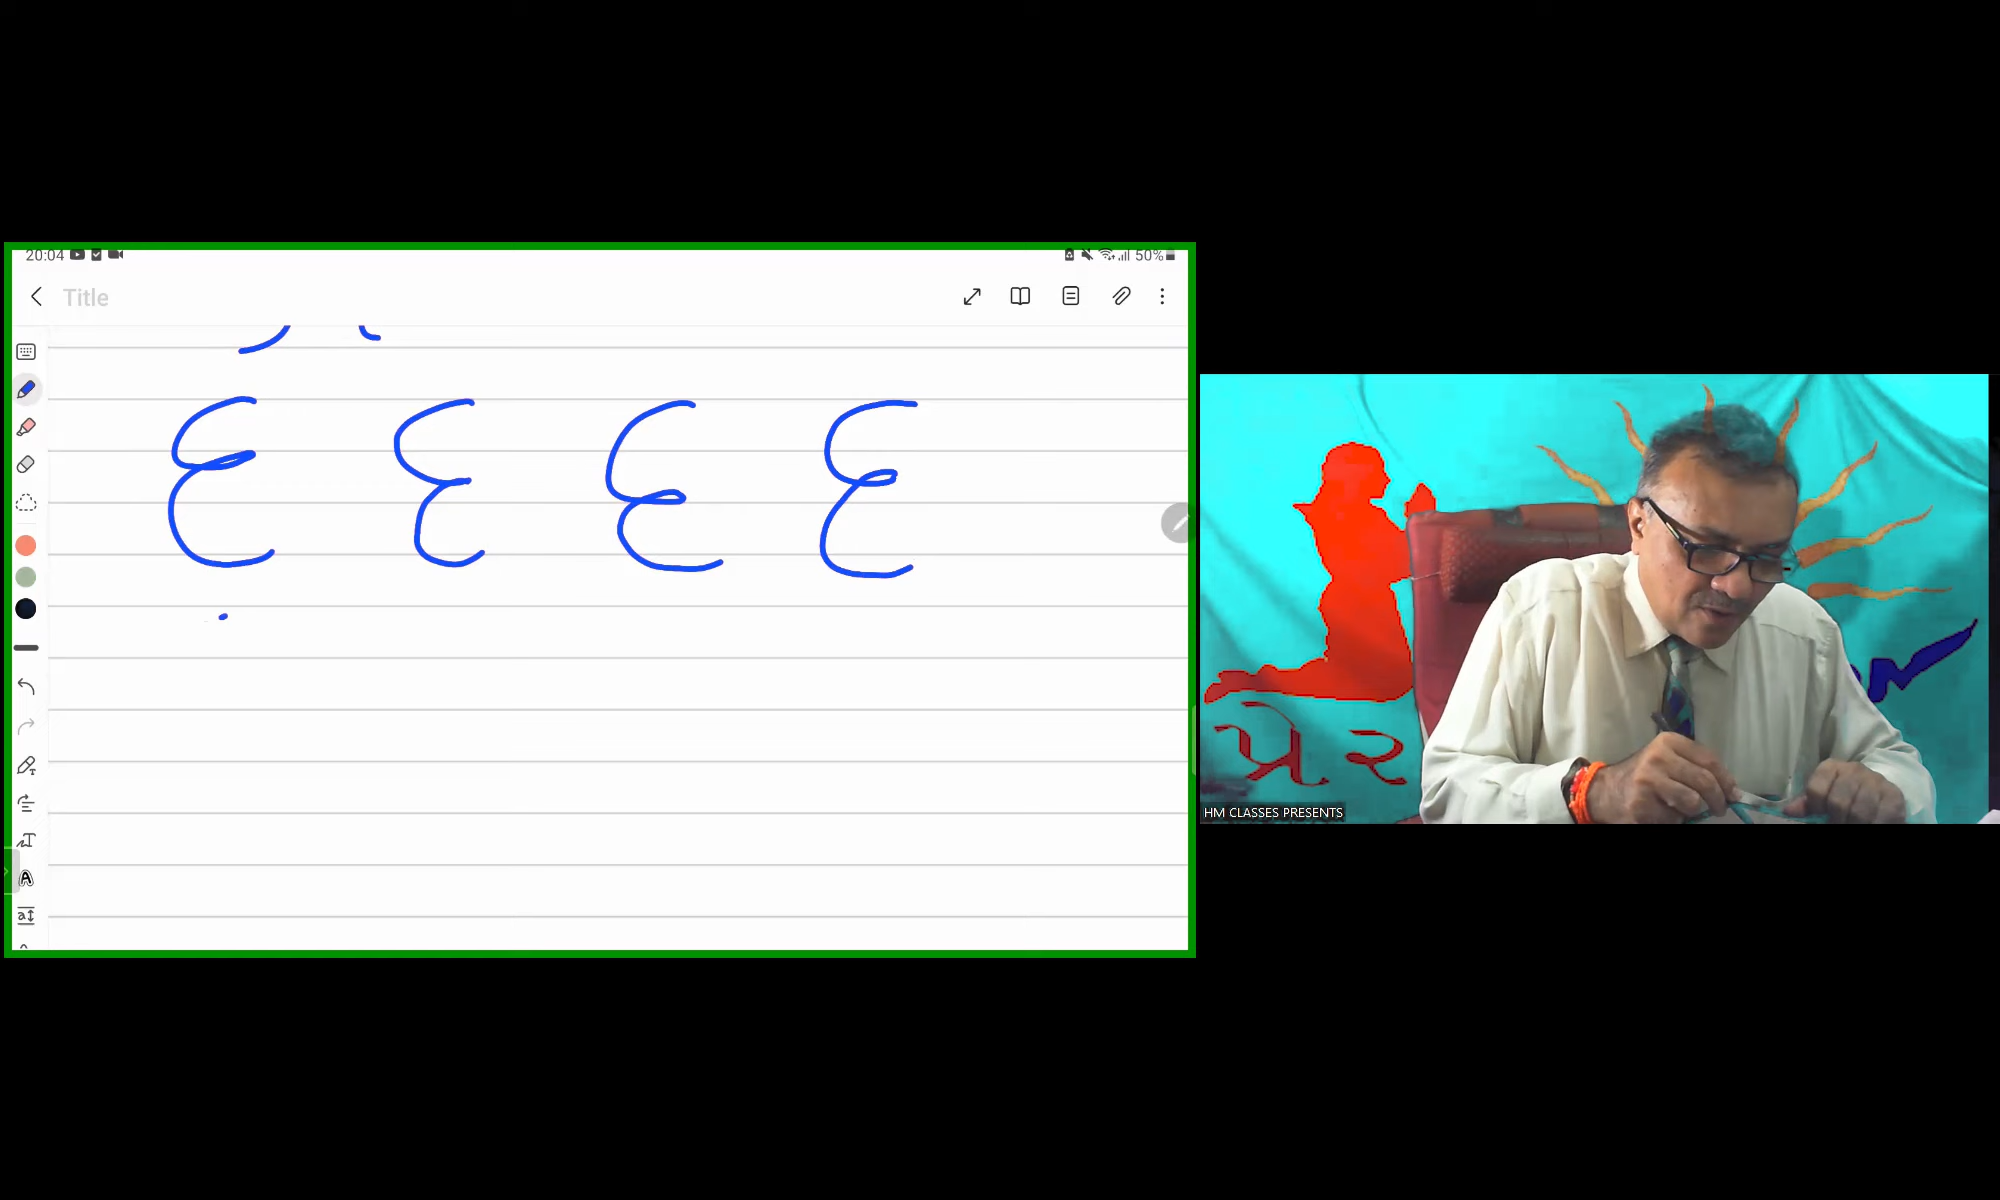 20:04 50%
Title
E E E E
પ્રેર
HM CLASSES PRESENTS